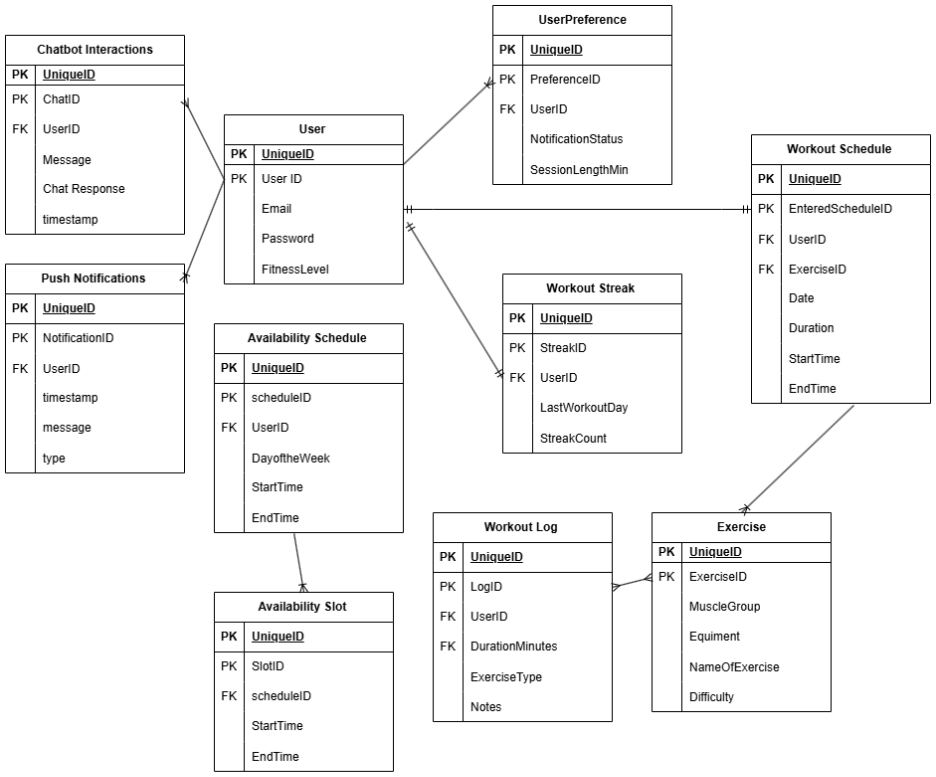 Chatbot Interactions
PK UniqueID
PK ChatID
FK UserID
Message
Chat Response
timestamp
Push Notifications
PK UniqueID
PK NotificationID
FK UserID
timestamp
message
type
User
PK UniqueID
PK User ID
Email
Password
FitnessLevel
Availability Schedule
PK UniqueID
PK scheduleID
FK UserID
DayoftheWeek
StartTime
EndTime
Availability Slot
PK UniqueID
PK SlotID
FK scheduleID
StartTime
EndTime
UserPreference
PK UniqueID
PK PreferenceID
FK UserID
NotificationStatus
SessionLengthMin
Workout Streak
PK UniqueID
PK StreakID
FK UserID
LastWorkoutDay
StreakCount
Workout Log
PK UniqueID
PK LogID
FK UserID
FK DurationMinutes
ExerciseType
Notes
Workout Schedule
PK UniqueID
PK EnteredScheduleID
FK UserID
FK ExerciseID
Date
Duration
StartTime
EndTime
Exercise
PK UniqueID
PK ExerciseID
MuscleGroup
Equiment
NameOfExercise
Difficulty